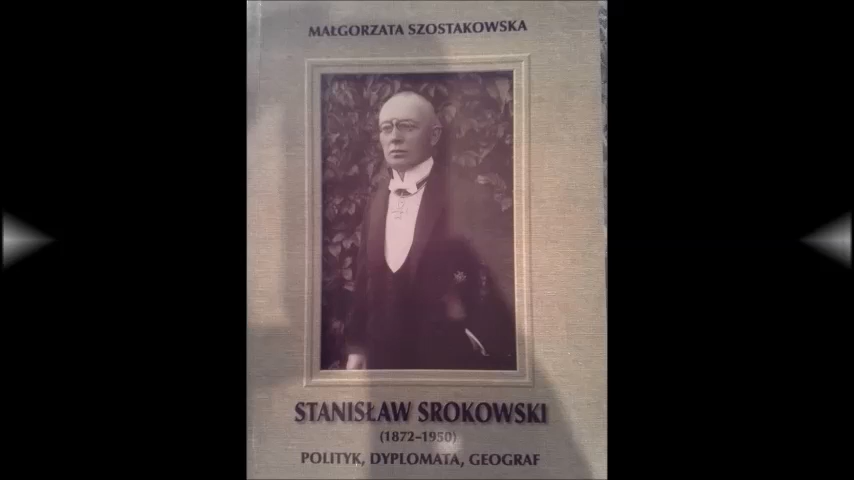 MAŁGORZATA SZOSTAKOWSKA
STANISŁAW SROKOWSKI
(1872–1950)
POLITYK, DYPLOMATA, GEOGRAF